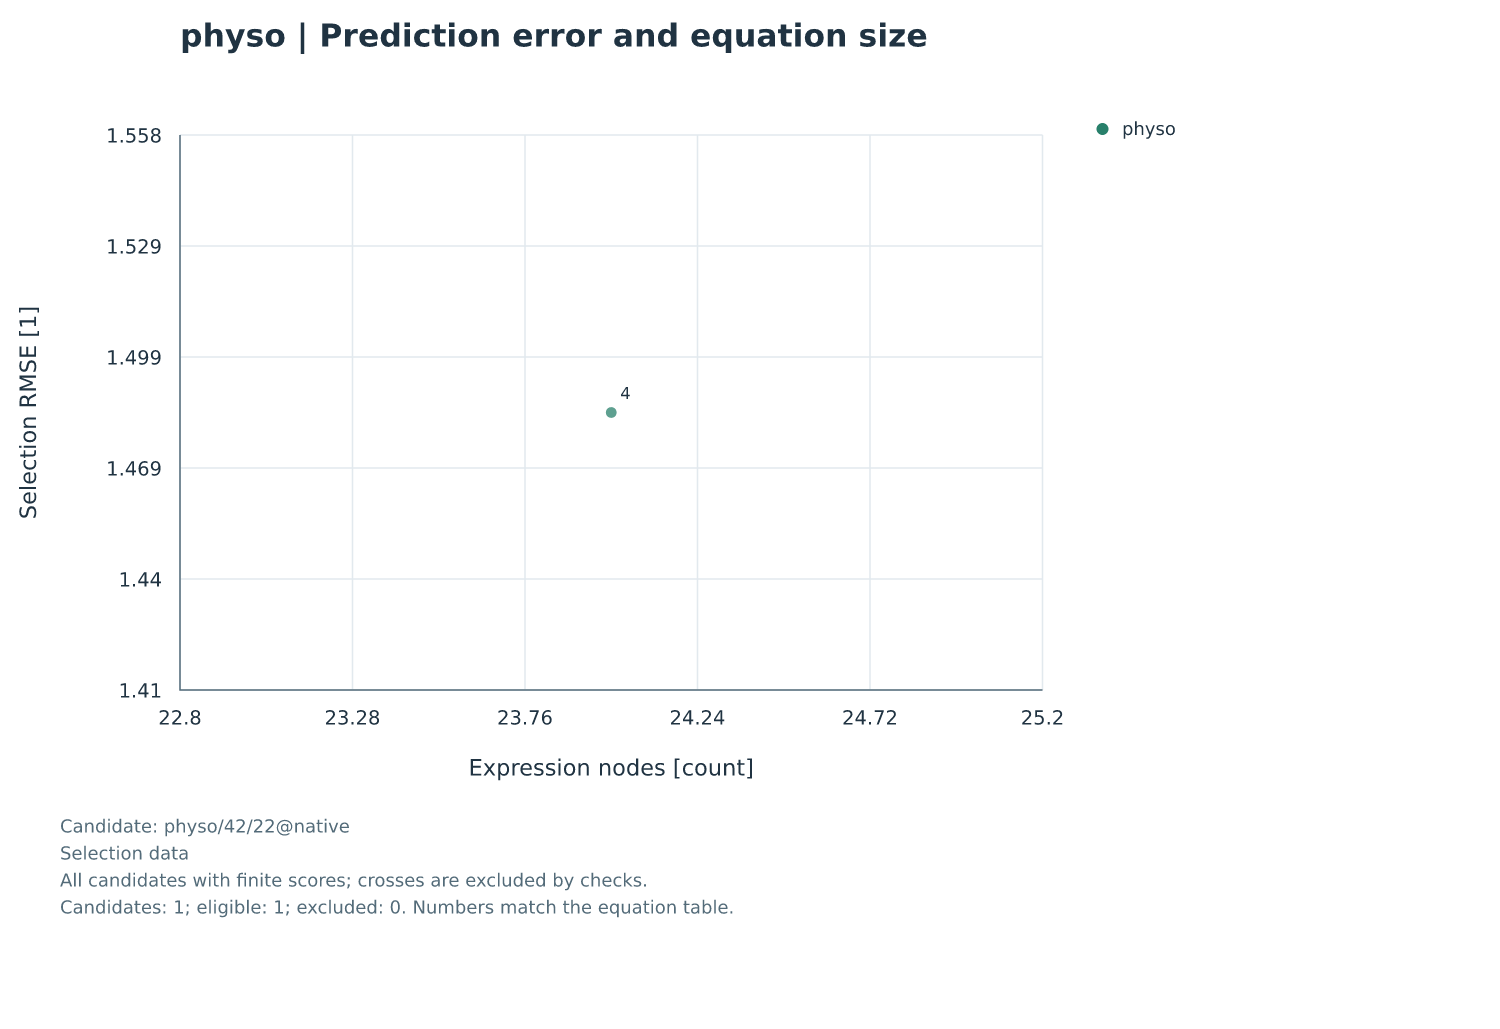 physo | Prediction error and equation size
physo
1.558
1.529
1.499
1.469
1.44
1.41
Selection RMSE [1]
4
22.8 23.28 23.76 24.24 24.72 25.2
Expression nodes [count]
Candidate: physo/42/22@native
Selection data
All candidates with finite scores; crosses are excluded by checks.
Candidates: 1; eligible: 1; excluded: 0. Numbers match the equation table.